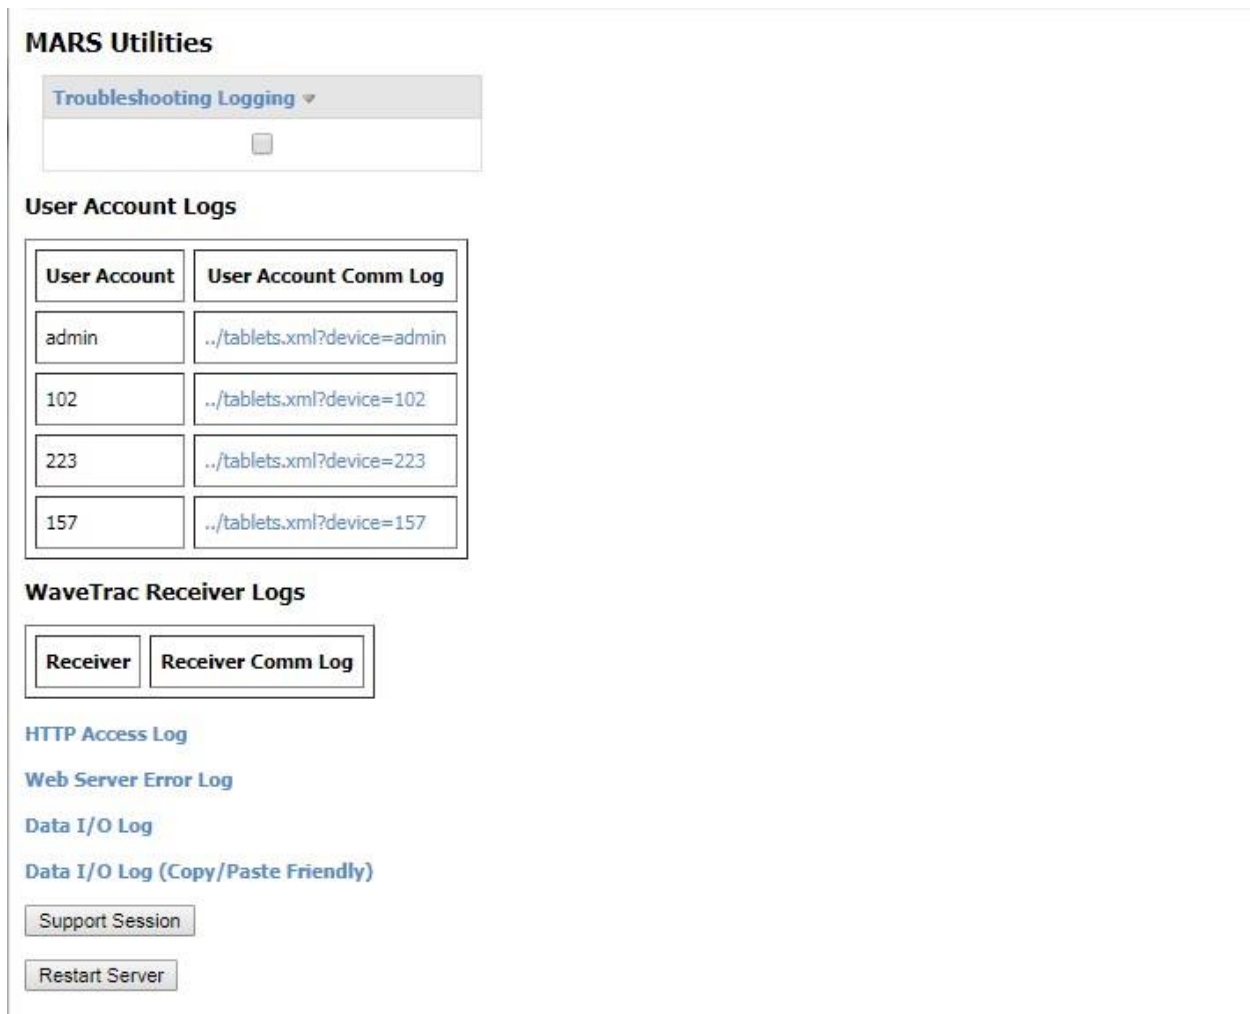 MARS Utilities
Troubleshooting Logging
User Account Logs
User Account User Account Comm Log
admin ../tablets.xml?device=admin
102 ../tablets.xml?device=102
223 ../tablets.xml?device=223
157 ../tablets.xml?device=157
WaveTrac Receiver Logs
Receiver Receiver Comm Log
HTTP Access Log
Web Server Error Log
Data I/O Log
Data I/O Log (Copy/Paste Friendly)
Support Session
Restart Server